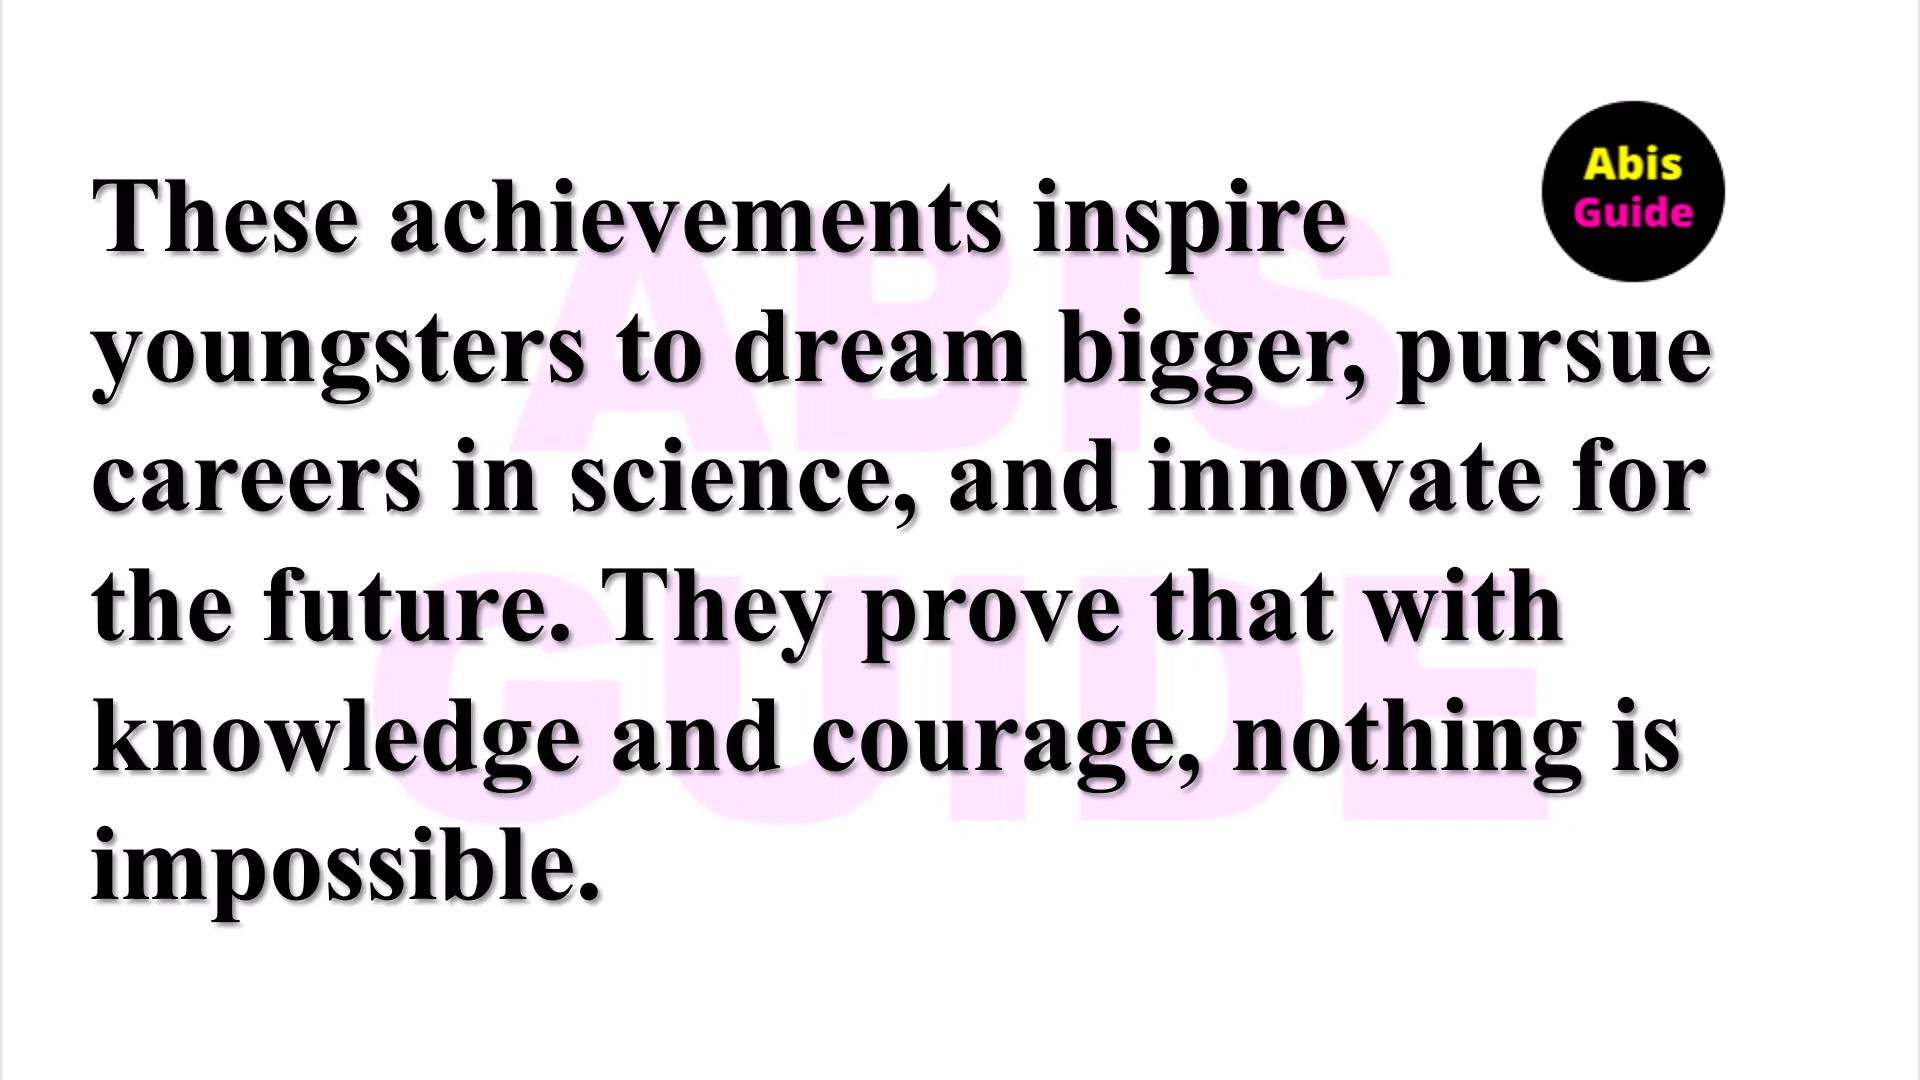 Abis
Guide
These achievements inspire
youngsters to dream bigger, pursue
careers in science, and innovate for
the future. They prove that with
knowledge and courage, nothing is
impossible.
ABIS
GUIDE